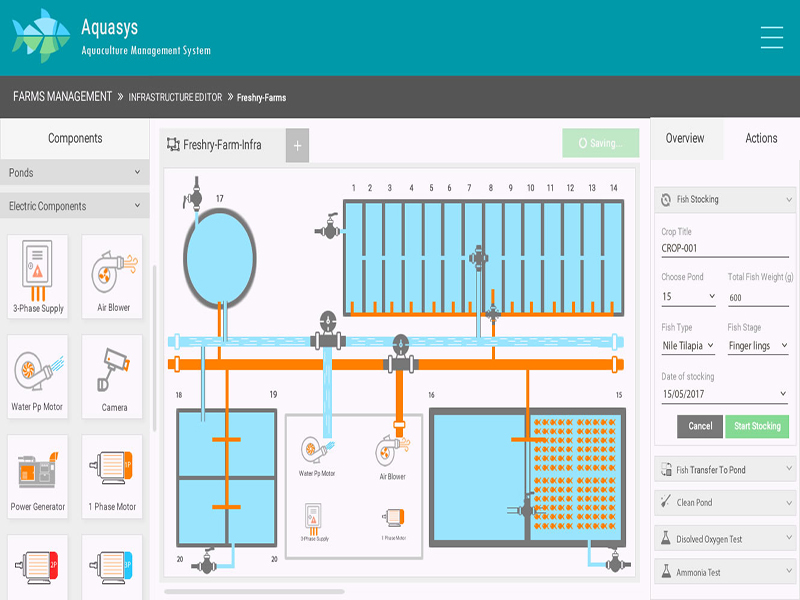 Aquasys
Aquaculture Management System
FARMS MANAGEMENT » INFRASTRUCTURE EDITOR » Freshry-Farms
Components
Ponds
Electric Components
3-Phase Supply
Air Blower
Water Pp Motor
Camera
Power Generator
1P
1 Phase Motor
2P
3P
Freshry-Farm-Infra
+
Saving...
17
1 2 3 4 5 6 7 8 9 10 11 12 13 14
18
19
20
20
Water Pp Motor
Air Blower
3-Phase Supply
1 Phase Motor
16
15
Overview
Actions
Fish Stocking
Crop Title
CROP-001
Choose Pond
Total Fish Weight (g)
15
600
Fish Type
Fish Stage
Nile Tilapia
Finger lings
Date of stocking
15/05/2017
Cancel
Start Stocking
Fish Transfer To Pond
Clean Pond
Disolved Oxygen Test
Ammonia Test